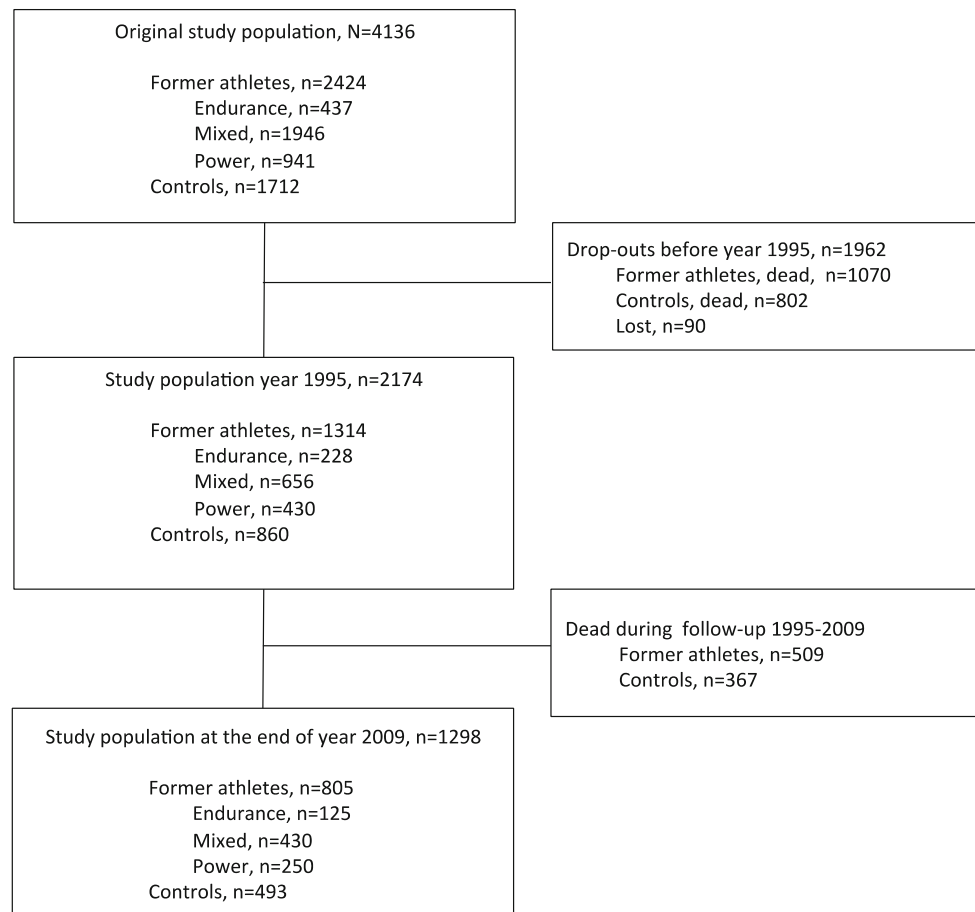 Original study population, N=4136
Former athletes, n=2424
Endurance, n=437
Mixed, n=1946
Power, n=941
Controls, n=1712
Drop-outs before year 1995, n=1962
Former athletes, dead, n=1070
Controls, dead, n=802
Lost, n=90
Study population year 1995, n=2174
Former athletes, n=1314
Endurance, n=228
Mixed, n=656
Power, n=430
Controls, n=860
Dead during follow-up 1995-2009
Former athletes, n=509
Controls, n=367
Study population at the end of year 2009, n=1298
Former athletes, n=805
Endurance, n=125
Mixed, n=430
Power, n=250
Controls, n=493